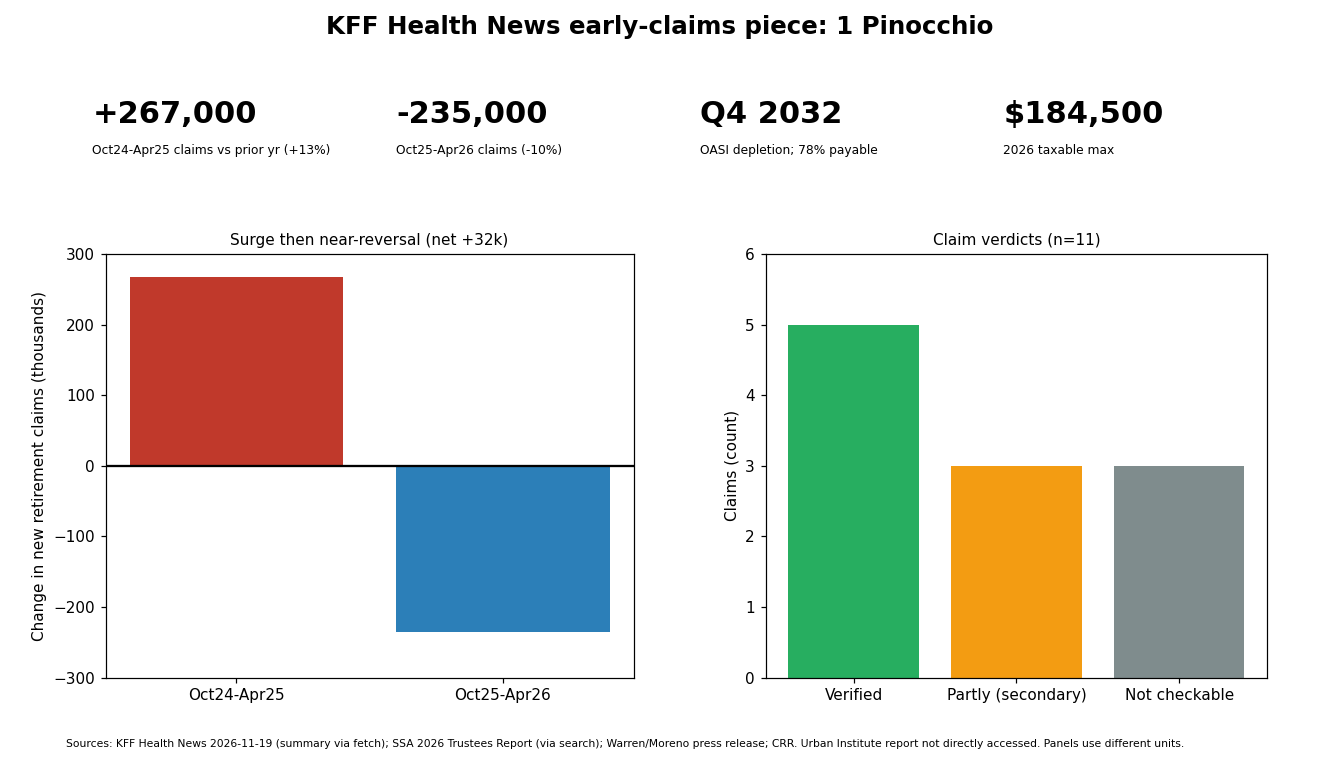 KFF Health News early-claims piece: 1 Pinocchio
+267,000
Oct24-Apr25 claims vs prior yr (+13%)
-235,000
Oct25-Apr26 claims (-10%)
Q4 2032
OASI depletion; 78% payable
$184,500
2026 taxable max
Surge then near-reversal (net +32k)
Change in new retirement claims (thousands)
300
200
100
0
−100
−200
−300
Oct24-Apr25
Oct25-Apr26
Claim verdicts (n=11)
Claims (count)
6
5
4
3
2
1
0
Verified
Partly (secondary)
Not checkable
Sources: KFF Health News 2026-11-19 (summary via fetch); SSA 2026 Trustees Report (via search); Warren/Moreno press release; CRR. Urban Institute report not directly accessed. Panels use different units.